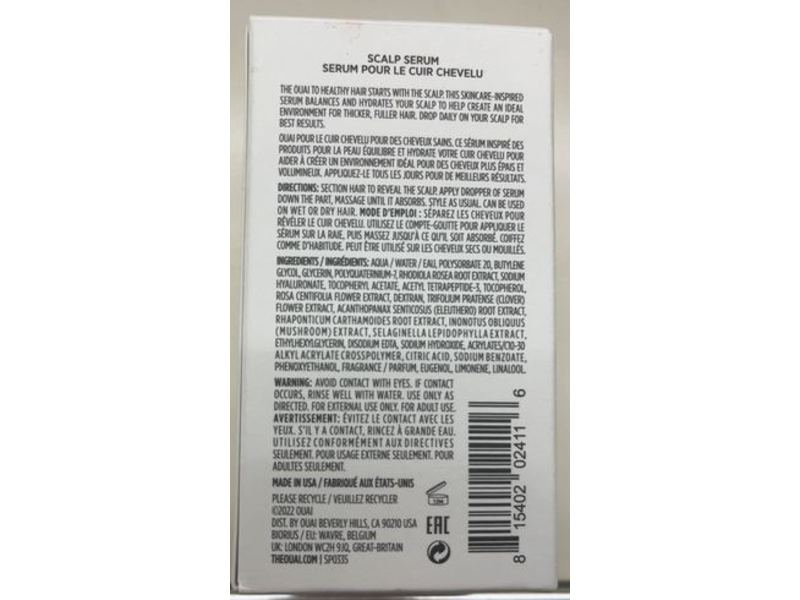 SCALP SERUM
SERUM POUR LE CUIR CHEVELU
THE OUAI TO HEALTHY HAIR STARTS WITH THE SCALP. THIS SKINCARE-INSPIRED
SERUM BALANCES AND HYDRATES YOUR SCALP TO HELP CREATE AN IDEAL
ENVIRONMENT FOR THICKER, FULLER HAIR. DROP DAILY ON YOUR SCALP FOR
BEST RESULTS.
OUAI POUR LE CUIR CHEVELU POUR DES CHEVEUX SAINS. CE SÉRUM INSPIRÉ DES
PRODUITS POUR LA PEAU ÉQUILIBRE ET HYDRATE VOTRE CUIR CHEVELU POUR
AIDER À CRÉER UN ENVIRONNEMENT IDÉAL POUR DES CHEVEUX PLUS ÉPAIS ET
VOLUMINEUX. APPLIQUEZ-LE TOUS LES JOURS POUR DE MEILLEURS RÉSULTATS.
DIRECTIONS: SECTION HAIR TO REVEAL THE SCALP. APPLY DROPPER OF SERUM
DOWN THE PART, MASSAGE UNTIL IT ABSORBS. STYLE AS USUAL. CAN BE USED
ON WET OR DRY HAIR. MODE D'EMPLOI : SÉPAREZ LES CHEVEUX POUR
RÉVÉLER LE CUIR CHEVELU. UTILISEZ LE COMPTE-GOUTTE POUR APPLIQUER LE
SÉRUM SUR LA RAIE, PUIS MASSEZ JUSQU'À CE QU'IL SOIT ABSORBÉ. COIFFEZ
COMME D'HABITUDE. PEUT ÊTRE UTILISÉ SUR LES CHEVEUX SECS OU MOUILLÉS.
INGREDIENTS / INGRÉDIENTS: AQUA / WATER / EAU, POLYSORBATE 20, BUTYLENE
GLYCOL, GLYCERIN, POLYQUATERNIUM-7, RHODIOLA ROSEA ROOT EXTRACT, SODIUM
HYALURONATE, TOCOPHERYL ACETATE, ACETYL TETRAPEPTIDE-3, TOCOPHEROL,
ROSA CENTIFOLIA FLOWER EXTRACT, DEXTRAN, TRIFOLIUM PRATENSE (CLOVER)
FLOWER EXTRACT, ACANTHOPANAX SENTICOSUS (ELEUTHERO) ROOT EXTRACT,
RHAPONTICUM CARTHAMOIDES ROOT EXTRACT, INONOTUS OBLIQUUS
(MUSHROOM) EXTRACT, SELAGINELLA LEPIDOPHYLLA EXTRACT,
ETHYLHEXYLGLYCERIN, DISODIUM EDTA, SODIUM HYDROXIDE, ACRYLATES/C10-30
ALKYL ACRYLATE CROSSPOLYMER, CITRIC ACID, SODIUM BENZOATE,
PHENOXYETHANOL, FRAGRANCE / PARFUM, EUGENOL, LIMONENE, LINALOOL.
WARNING: AVOID CONTACT WITH EYES. IF CONTACT
OCCURS, RINSE WELL WITH WATER. USE ONLY AS
DIRECTED. FOR EXTERNAL USE ONLY. FOR ADULT USE.
AVERTISSEMENT: ÉVITEZ LE CONTACT AVEC LES
YEUX. S'IL Y A CONTACT, RINCEZ À GRANDE EAU.
UTILISEZ CONFORMÉMENT AUX DIRECTIVES
SEULEMENT. POUR USAGE EXTERNE SEULEMENT. POUR
ADULTES SEULEMENT.
MADE IN USA / FABRIQUÉ AUX ÉTATS-UNIS
PLEASE RECYCLE / VEUILLEZ RECYCLER
©2022 OUAI
DIST. BY OUAI BEVERLY HILLS, CA 90210 USA
BIORIUS / EU: WAVRE, BELGIUM
UK: LONDON WC2H 9JQ, GREAT-BRITAIN
THEOUAI.COM | SP0335
12M
EAC
8 15402 02411 6